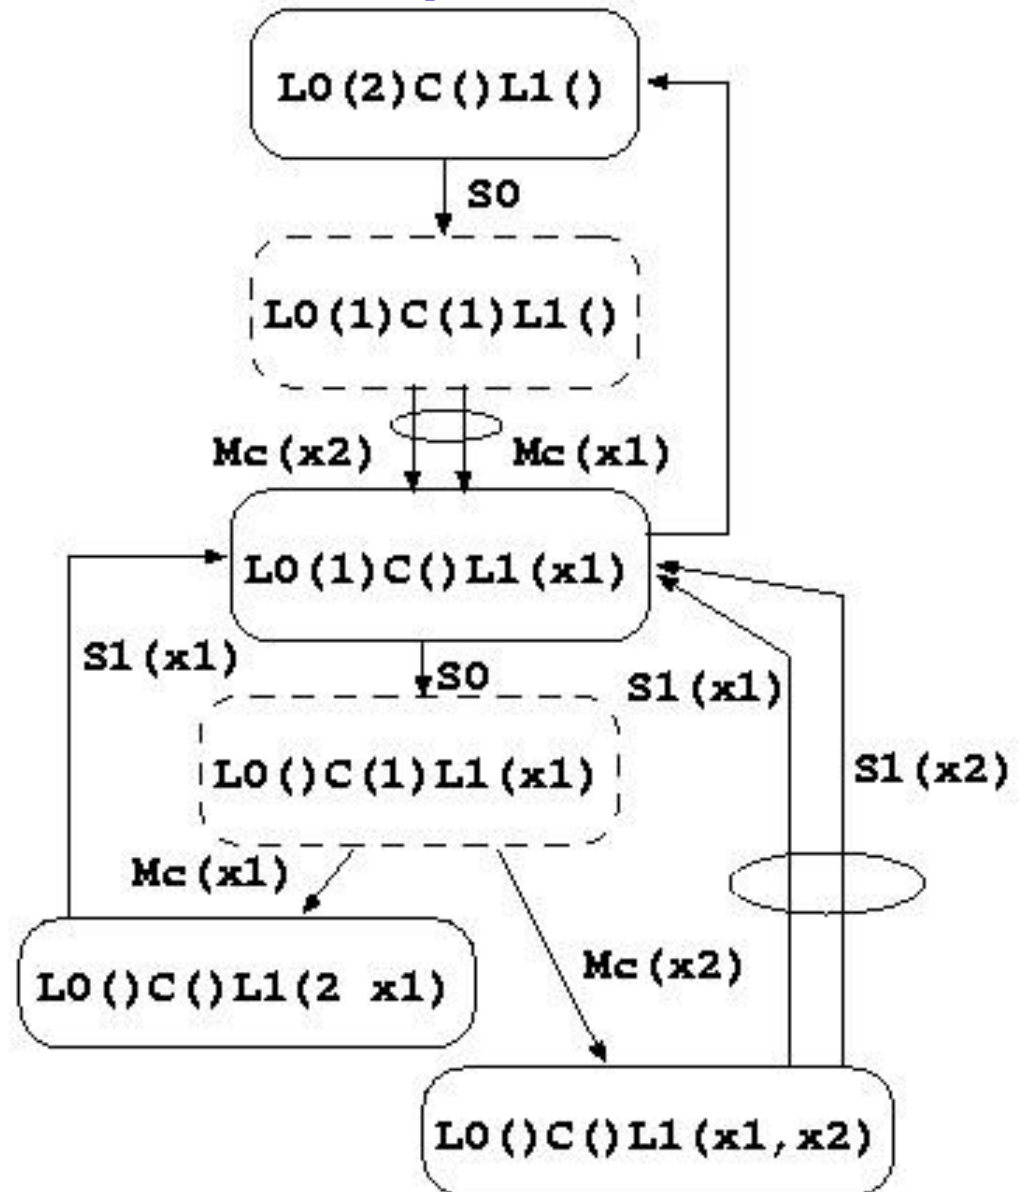 L0(2)C()L1()
S0
L0(1)C(1)L1()
Mc(x2)
Mc(x1)
L0(1)C()L1(x1)
S1(x1)
S0
S1(x1)
L0()C(1)L1(x1)
S1(x2)
Mc(x1)
Mc(x2)
L0()C()L1(2 x1)
L0()C()L1(x1,x2)